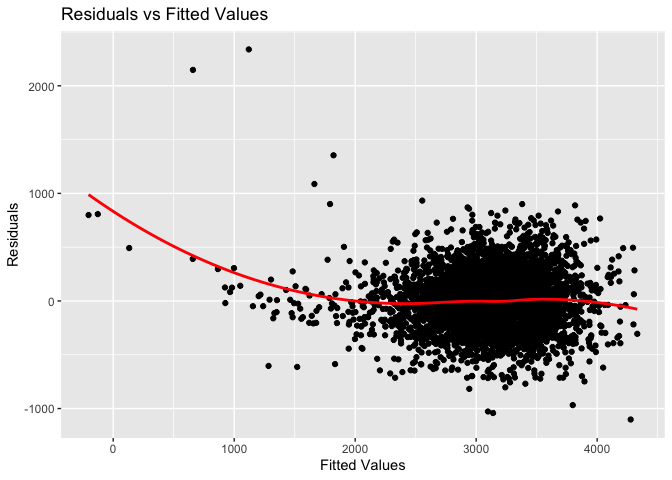 Residuals vs Fitted Values
2000
1000
0
-1000
Residuals
0 1000 2000 3000 4000
Fitted Values